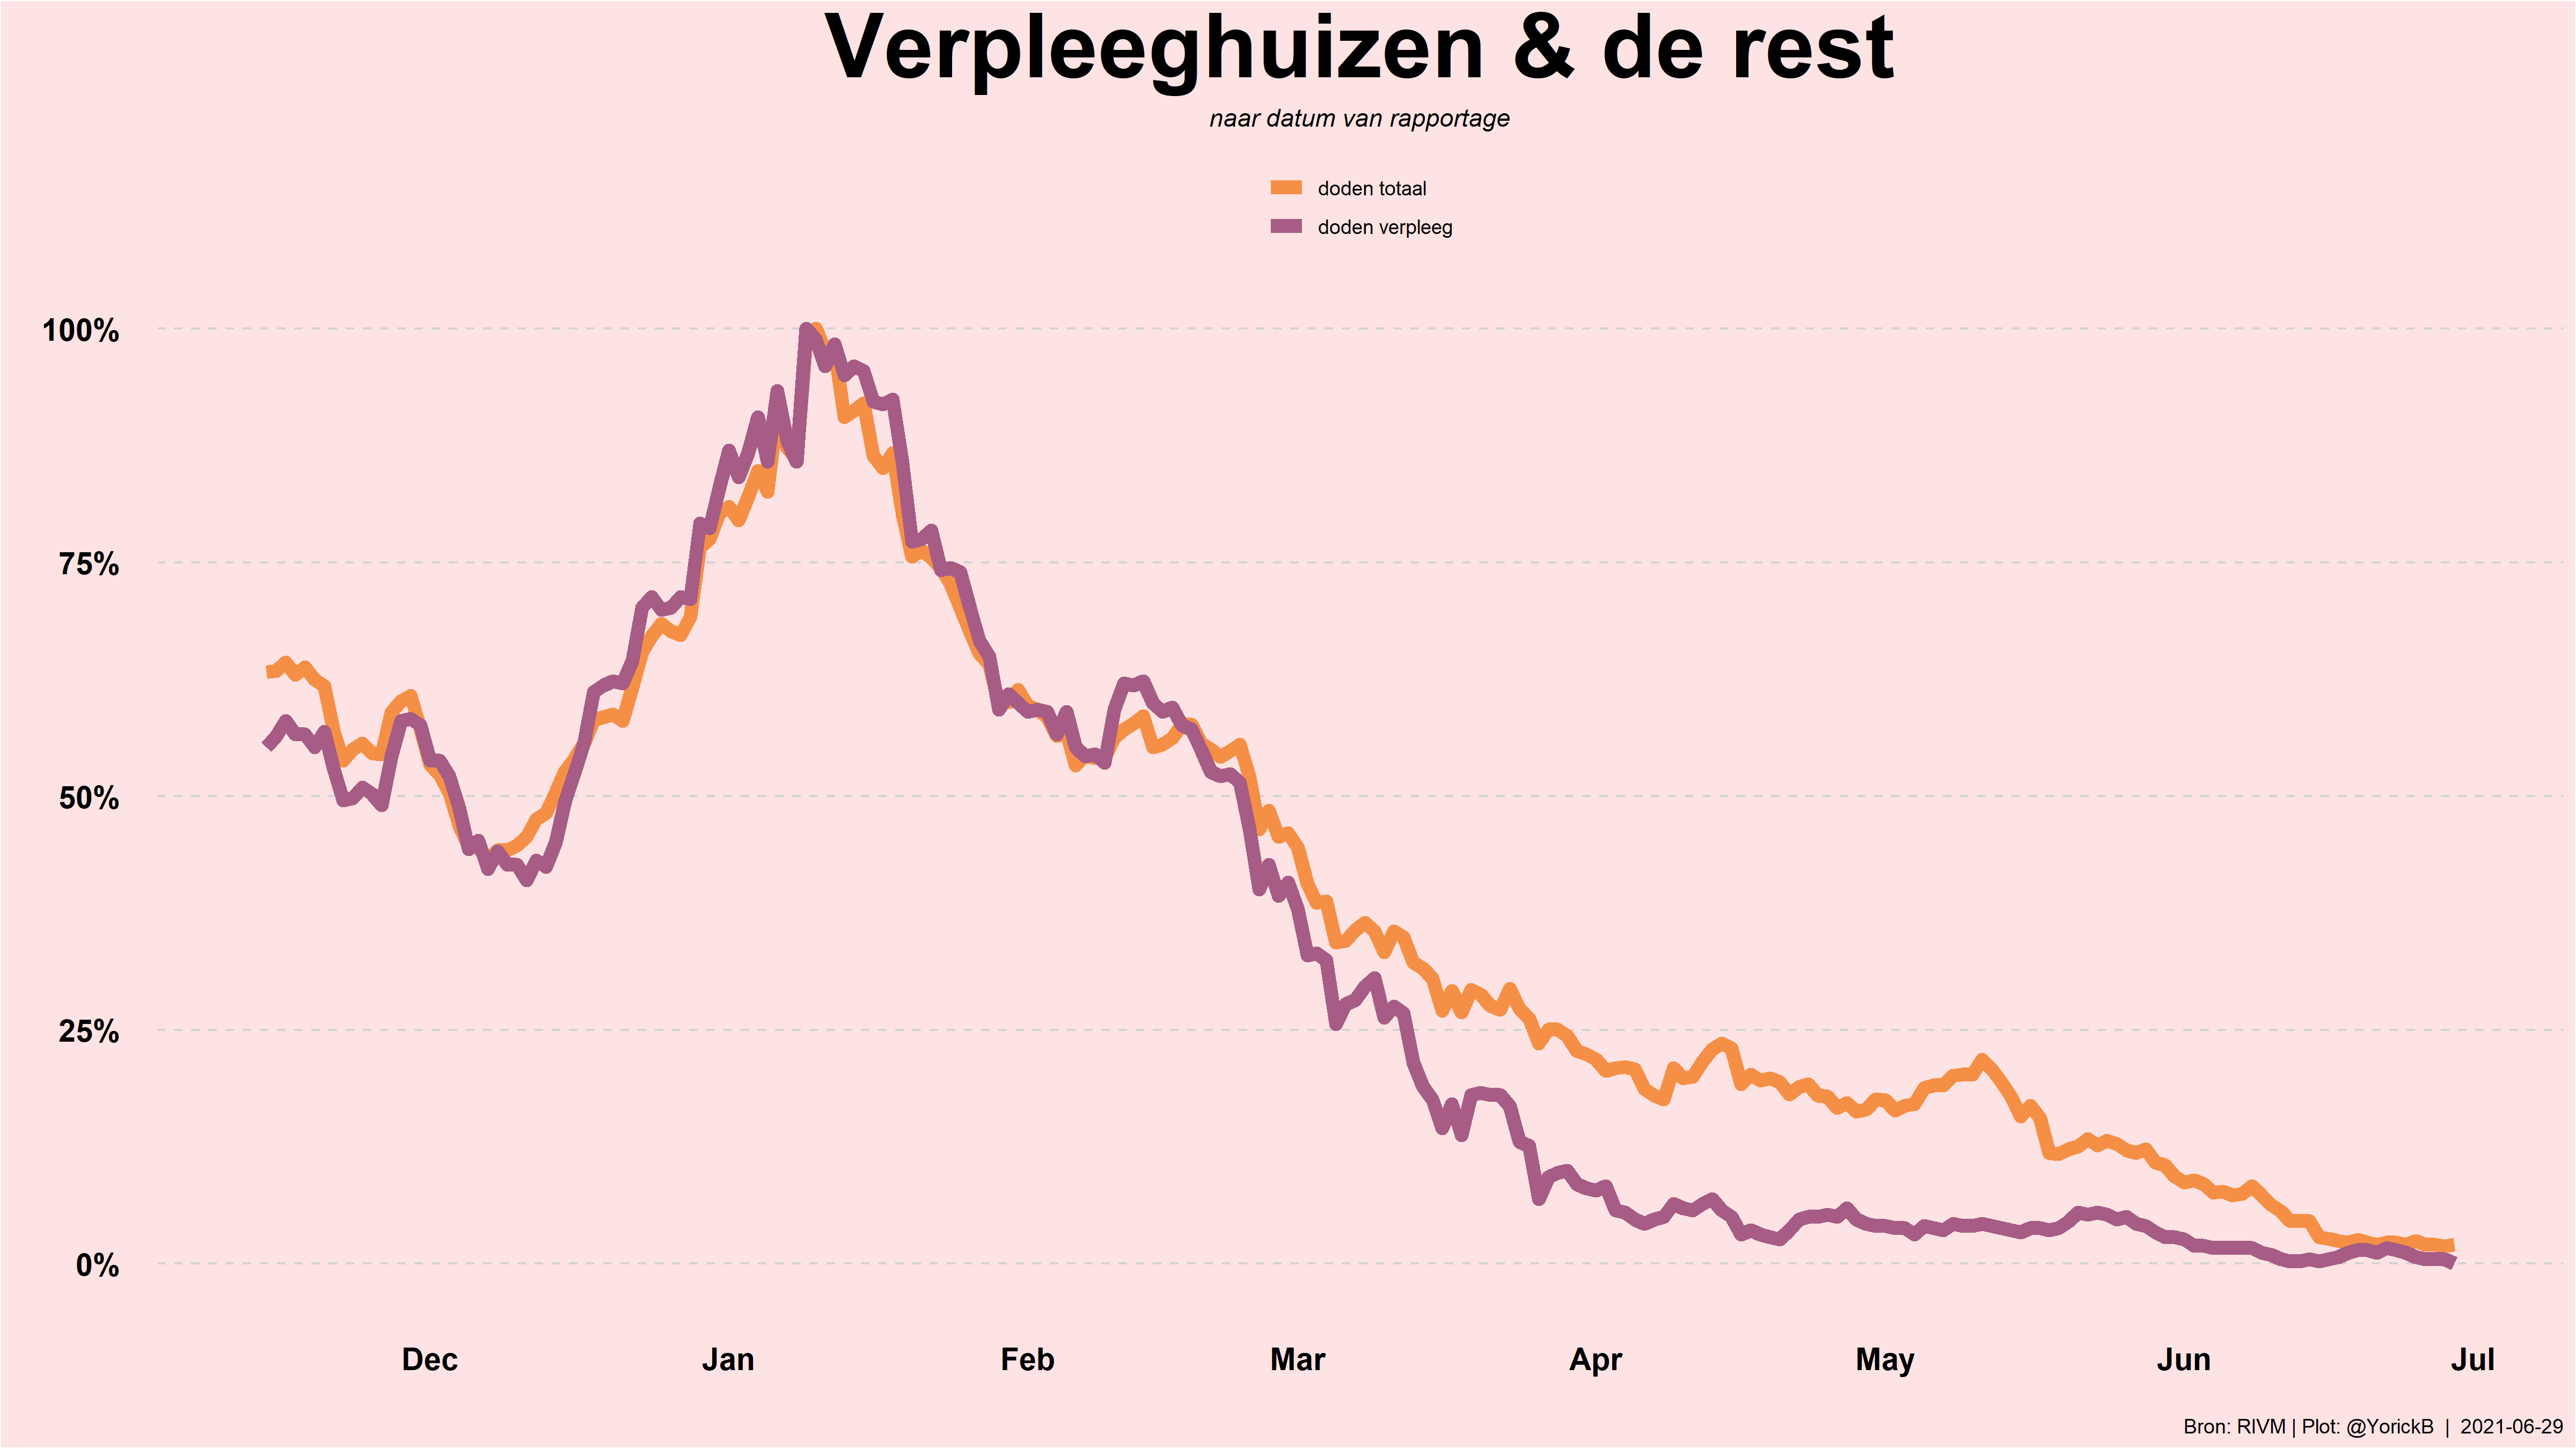 Verpleeghuizen & de rest
naar datum van rapportage
doden totaal
doden verpleeg
100%
75%
50%
25%
0%
Dec Jan Feb Mar Apr May Jun Jul
Bron: RIVM | Plot: @YorickB | 2021-06-29